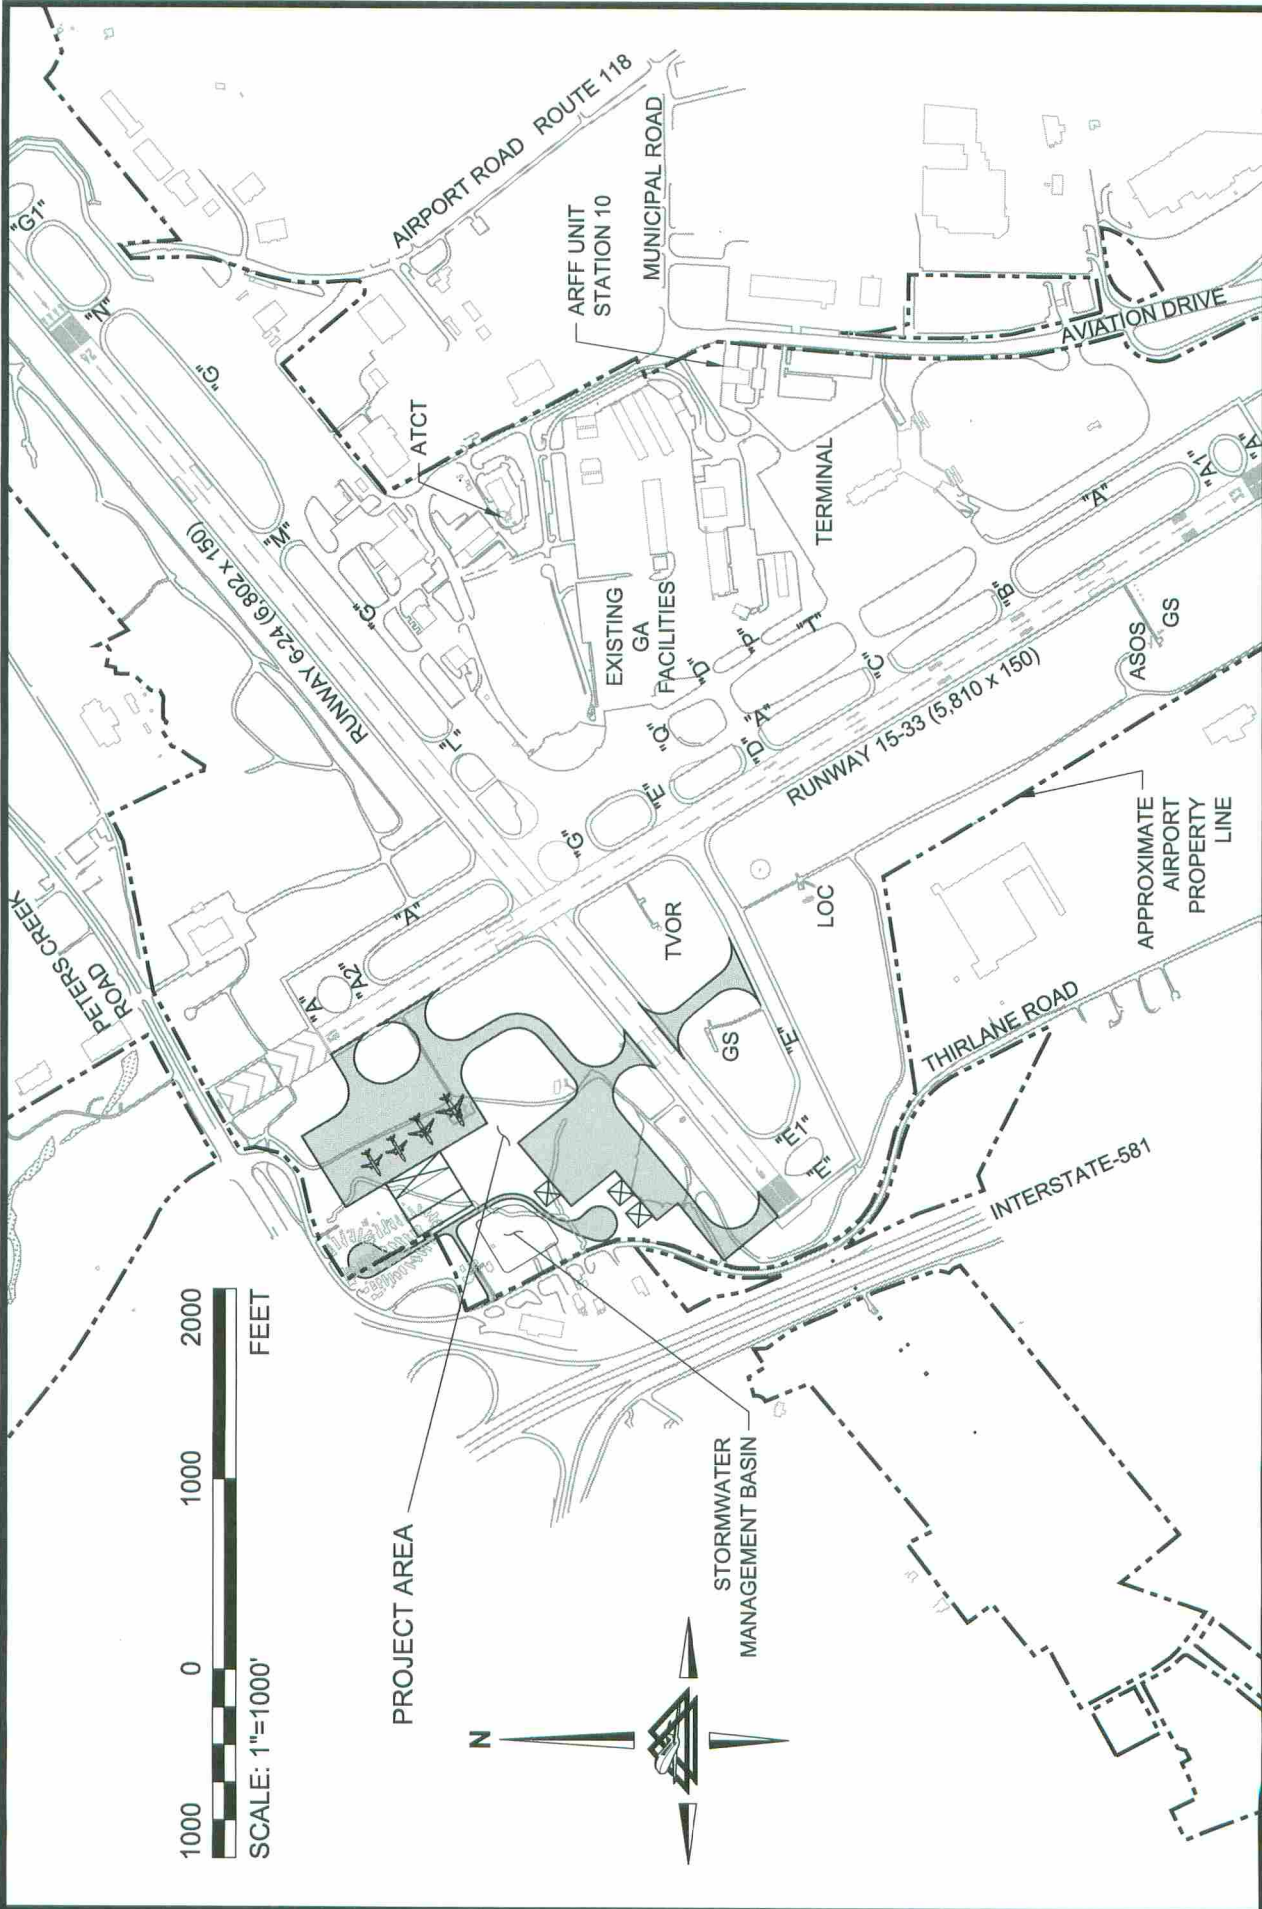 "G1"
"N"
24
"G"
"M"
RUNWAY 6-24 (6,802 x 150)
"G"
"L"
AIRPORT ROAD ROUTE 118
MUNICIPAL ROAD
ARFF UNIT
STATION 10
ATCT
AVIATION DRIVE
TERMINAL
EXISTING
GA
FACILITIES
"A1"
"A"
"A"
"B"
"T"
"P"
"D"
"C"
"Q"
"A"
"D"
"E"
"G"
RUNWAY 15-33 (5,810 x 150)
ASOS
GS
PETERS CREEK
ROAD
"A"
"A2"
"A"
TVOR
LOC
GS
"E"
"E1"
"E"
APPROXIMATE
AIRPORT
PROPERTY
LINE
THIRLANE ROAD
INTERSTATE-581
PROJECT AREA
STORMWATER
MANAGEMENT BASIN
1000 0 1000 2000
SCALE: 1"=1000' FEET
N